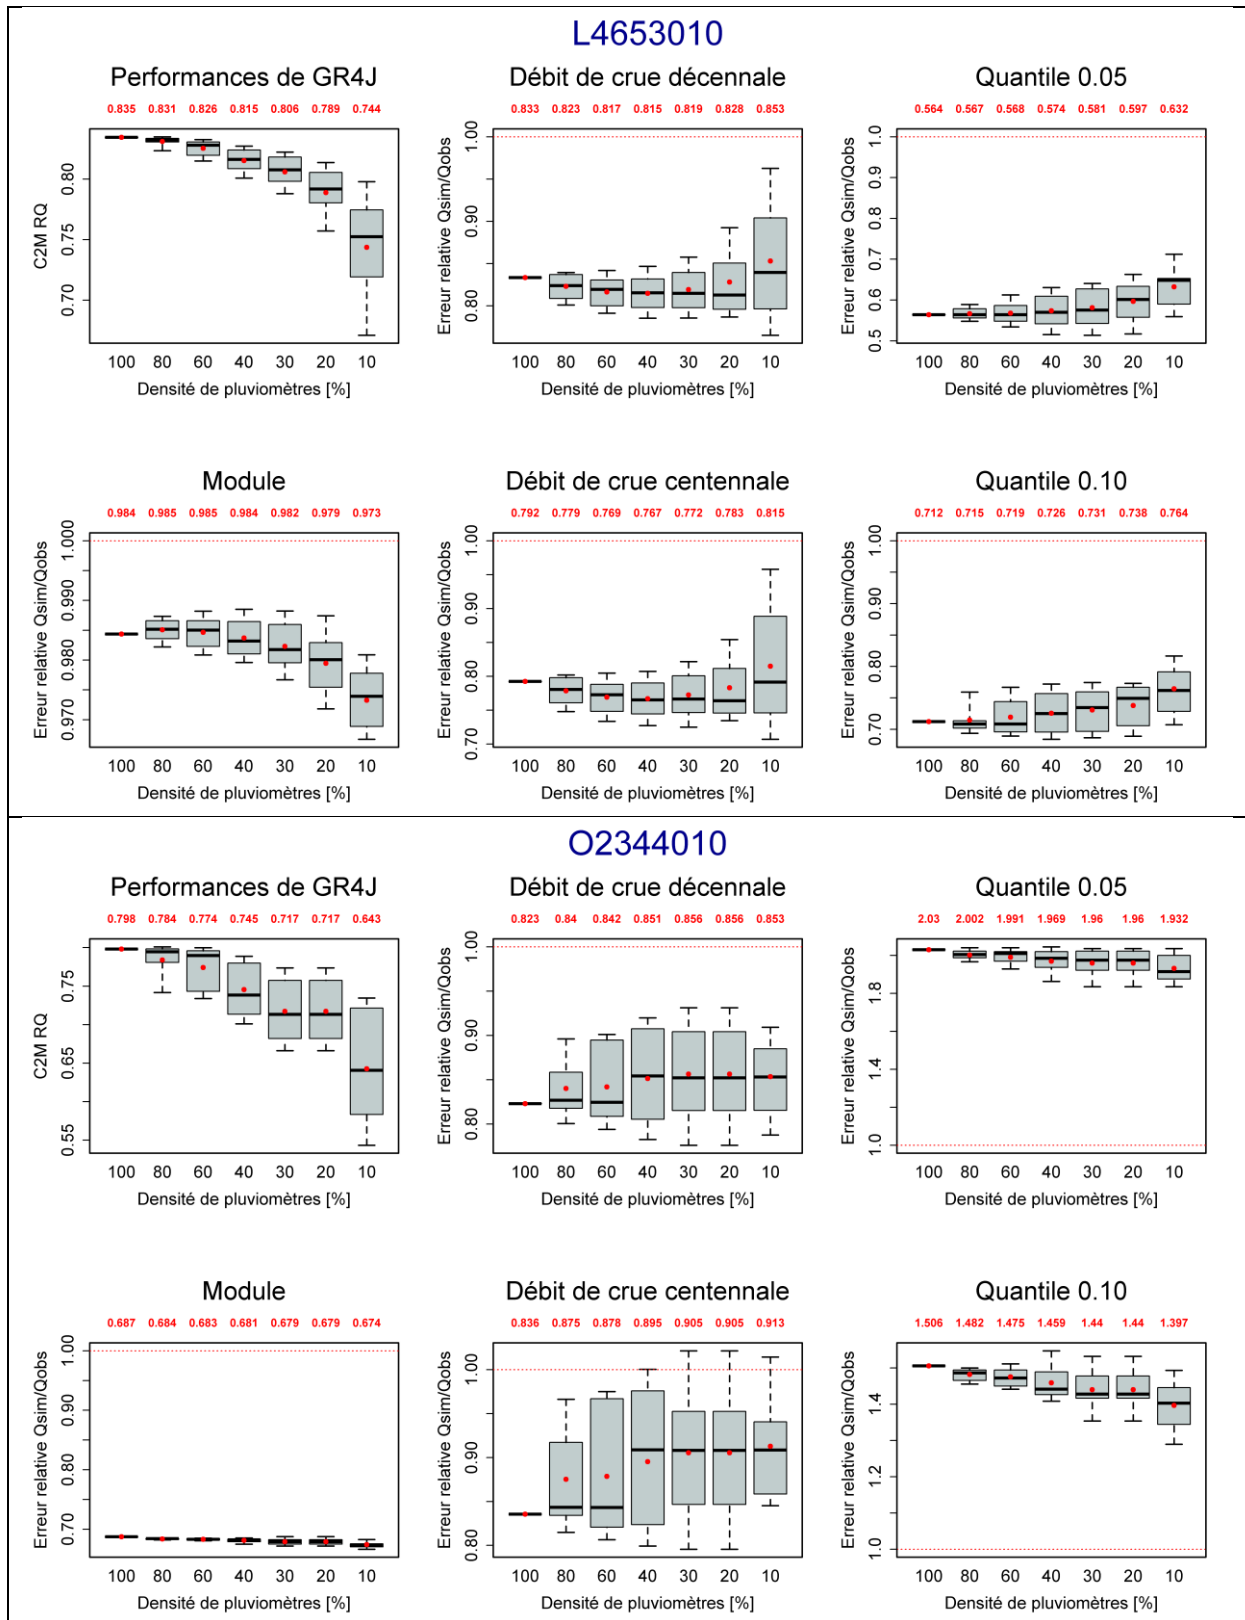 L4653010
Performances de GR4J
0.835 0.831 0.826 0.815 0.806 0.789 0.744
C2M RQ
0.80
0.75
0.70
100 80 60 40 30 20 10
Densité de pluviomètres [%]
Débit de crue décennale
0.833 0.823 0.817 0.815 0.819 0.828 0.853
Erreur relative Qsim/Qobs
1.00
0.90
0.80
100 80 60 40 30 20 10
Densité de pluviomètres [%]
Quantile 0.05
0.564 0.567 0.568 0.574 0.581 0.597 0.632
Erreur relative Qsim/Qobs
1.0
0.9
0.8
0.7
0.6
0.5
100 80 60 40 30 20 10
Densité de pluviomètres [%]
Module
0.984 0.985 0.985 0.984 0.982 0.979 0.973
Erreur relative Qsim/Qobs
1.000
0.990
0.980
0.970
100 80 60 40 30 20 10
Densité de pluviomètres [%]
Débit de crue centennale
0.792 0.779 0.769 0.767 0.772 0.783 0.815
Erreur relative Qsim/Qobs
1.00
0.90
0.80
0.70
100 80 60 40 30 20 10
Densité de pluviomètres [%]
Quantile 0.10
0.712 0.715 0.719 0.726 0.731 0.738 0.764
Erreur relative Qsim/Qobs
1.00
0.90
0.80
0.70
100 80 60 40 30 20 10
Densité de pluviomètres [%]
O2344010
Performances de GR4J
0.798 0.784 0.774 0.745 0.717 0.717 0.643
C2M RQ
0.75
0.65
0.55
100 80 60 40 30 20 10
Densité de pluviomètres [%]
Débit de crue décennale
0.823 0.84 0.842 0.851 0.856 0.856 0.853
Erreur relative Qsim/Qobs
1.00
0.90
0.80
100 80 60 40 30 20 10
Densité de pluviomètres [%]
Quantile 0.05
2.03 2.002 1.991 1.969 1.96 1.96 1.932
Erreur relative Qsim/Qobs
1.8
1.4
1.0
100 80 60 40 30 20 10
Densité de pluviomètres [%]
Module
0.687 0.684 0.683 0.681 0.679 0.679 0.674
Erreur relative Qsim/Qobs
1.00
0.90
0.80
0.70
100 80 60 40 30 20 10
Densité de pluviomètres [%]
Débit de crue centennale
0.836 0.875 0.878 0.895 0.905 0.905 0.913
Erreur relative Qsim/Qobs
1.00
0.90
0.80
100 80 60 40 30 20 10
Densité de pluviomètres [%]
Quantile 0.10
1.506 1.482 1.475 1.459 1.44 1.44 1.397
Erreur relative Qsim/Qobs
1.4
1.2
1.0
100 80 60 40 30 20 10
Densité de pluviomètres [%]